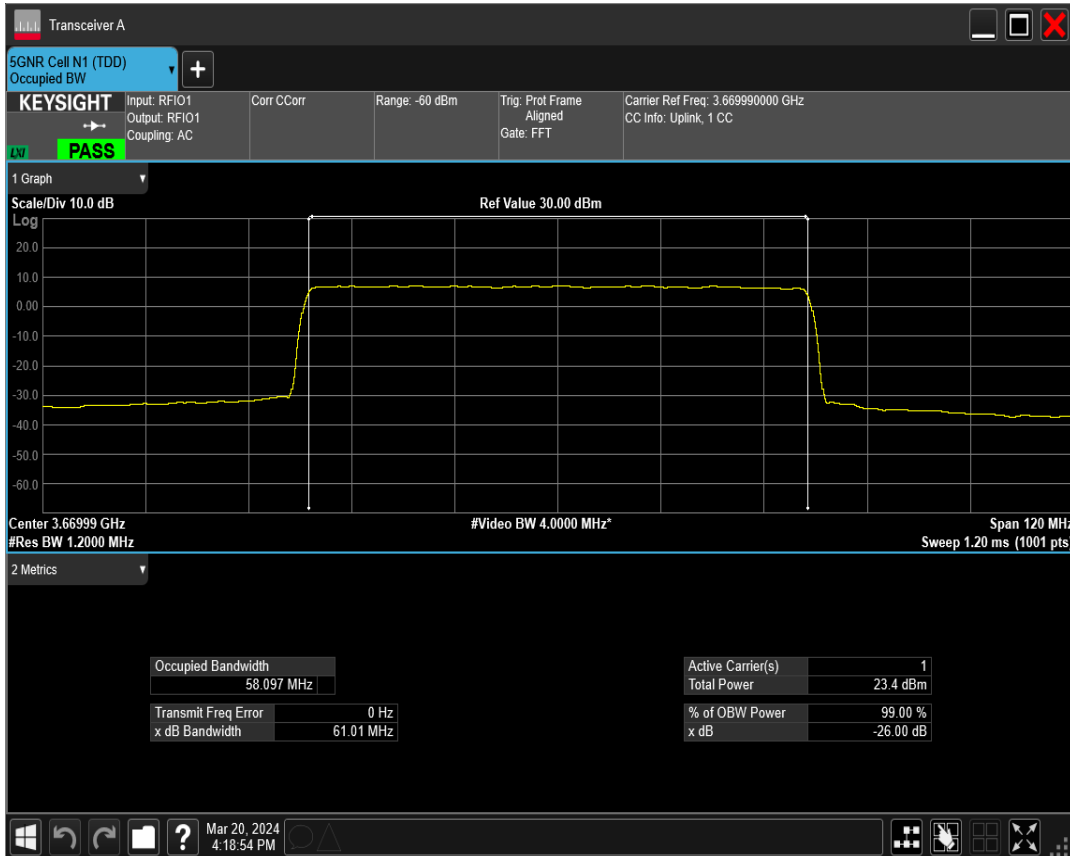 Transceiver A
5GNR Cell N1 (TDD)
Occupied BW
+
KEYSIGHT
LXI
PASS
Input: RFIO1
Output: RFIO1
Coupling: AC
Corr CCorr
Range: -60 dBm
Trig: Prot Frame
Aligned
Gate: FFT
Carrier Ref Freq: 3.669990000 GHz
CC Info: Uplink, 1 CC
1 Graph
Scale/Div 10.0 dB
Ref Value 30.00 dBm
Log
20.0
10.0
0.00
-10.0
-20.0
-30.0
-40.0
-50.0
-60.0
Center 3.66999 GHz
#Video BW 4.0000 MHz*
Span 120 MHz
#Res BW 1.2000 MHz
Sweep 1.20 ms (1001 pts)
2 Metrics
Occupied Bandwidth
58.097 MHz
Transmit Freq Error 0 Hz
x dB Bandwidth 61.01 MHz
Active Carrier(s) 1
Total Power 23.4 dBm
% of OBW Power 99.00 %
x dB -26.00 dB
?
Mar 20, 2024
4:18:54 PM